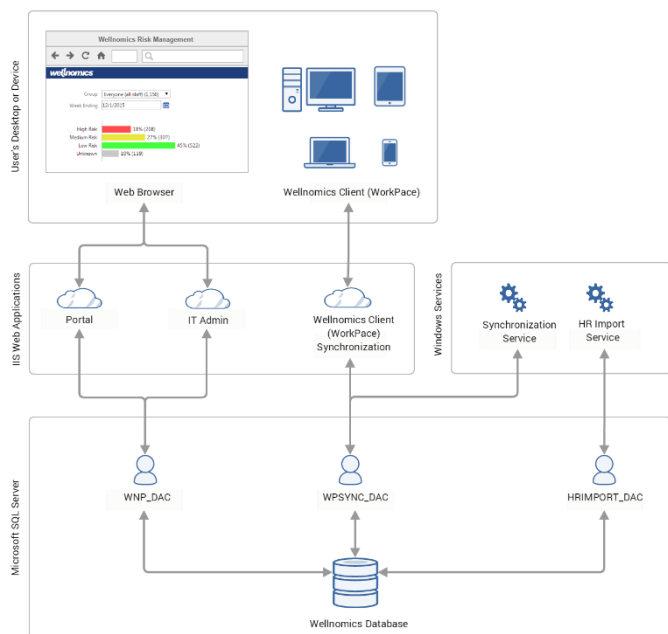 User's Desktop or Device
Wellnomics Risk Management
wellnomics
Group Everyone (all staff) (1,158)
Week Ending 12/1/2015
High Risk 18% (208)
Medium Risk 27% (307)
Low Risk 45% (522)
Unknown 10% (119)
Web Browser
Wellnomics Client (WorkPace)
IIS Web Applications
Portal
IT Admin
Wellnomics Client
(WorkPace)
Synchronization
Windows Services
Synchronization
Service
HR Import
Service
Microsoft SQL Server
WNP_DAC
WPSYNC_DAC
HRIMPORT_DAC
Wellnomics Database